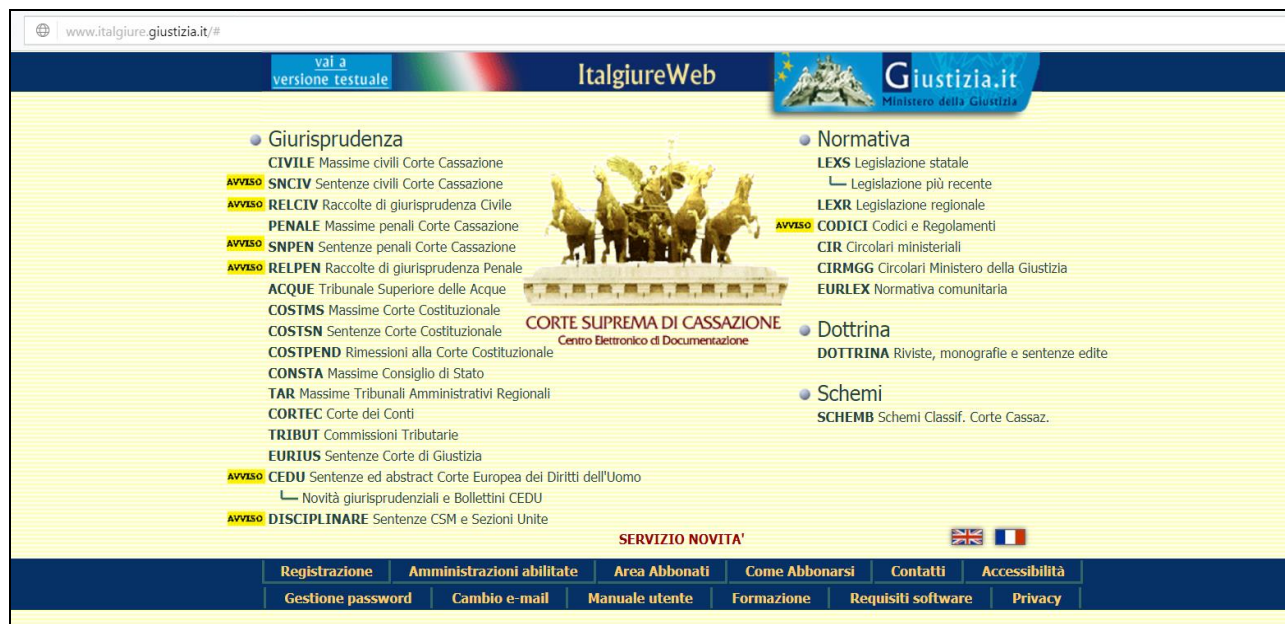 www.italgiure.giustizia.it/#
vai a
versione testuale
ItalgiureWeb
Giustizia.it
Ministero della Giustizia
Giurisprudenza
CIVILE Massime civili Corte Cassazione
AVVISO SNCIV Sentenze civili Corte Cassazione
AVVISO RELCIV Raccolte di giurisprudenza Civile
PENALE Massime penali Corte Cassazione
AVVISO SNPEN Sentenze penali Corte Cassazione
AVVISO RELPEN Raccolte di giurisprudenza Penale
ACQUE Tribunale Superiore delle Acque
COSTMS Massime Corte Costituzionale
COSTSN Sentenze Corte Costituzionale
COSTPEND Rimessioni alla Corte Costituzionale
CONSTA Massime Consiglio di Stato
TAR Massime Tribunali Amministrativi Regionali
CORTEC Corte dei Conti
TRIBUT Commissioni Tributarie
EURIUS Sentenze Corte di Giustizia
AVVISO CEDU Sentenze ed abstract Corte Europea dei Diritti dell'Uomo
Novità giurisprudenziali e Bollettini CEDU
AVVISO DISCIPLINARE Sentenze CSM e Sezioni Unite
CORTE SUPREMA DI CASSAZIONE
Centro Elettronico di Documentazione
Normativa
LEXS Legislazione statale
Legislazione più recente
LEXR Legislazione regionale
AVVISO CODICI Codici e Regolamenti
CIR Circolari ministeriali
CIRMGG Circolari Ministero della Giustizia
EURLEX Normativa comunitaria
Dottrina
DOTTRINA Riviste, monografie e sentenze edite
Schemi
SCHEMB Schemi Classif. Corte Cassaz.
SERVIZIO NOVITA'
Registrazione Amministrazioni abilitate Area Abbonati Come Abbonarsi Contatti Accessibilità
Gestione password Cambio e-mail Manuale utente Formazione Requisiti software Privacy